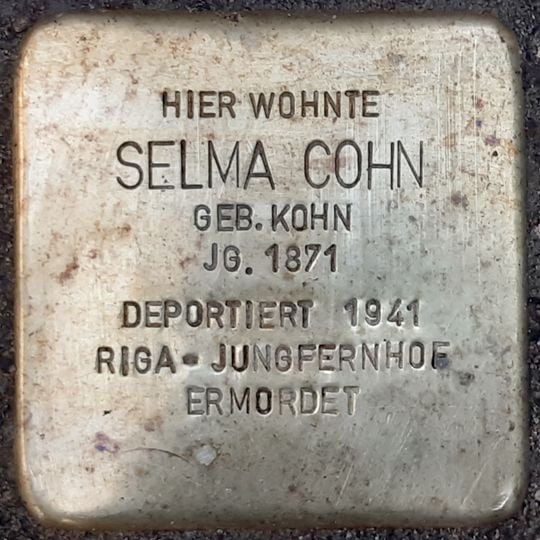 HIER WOHNTE
SELMA COHN
GEB. KOHN
JG. 1871
DEPORTIERT 1941
RIGA-JUNGFERNHOF
ERMORDET